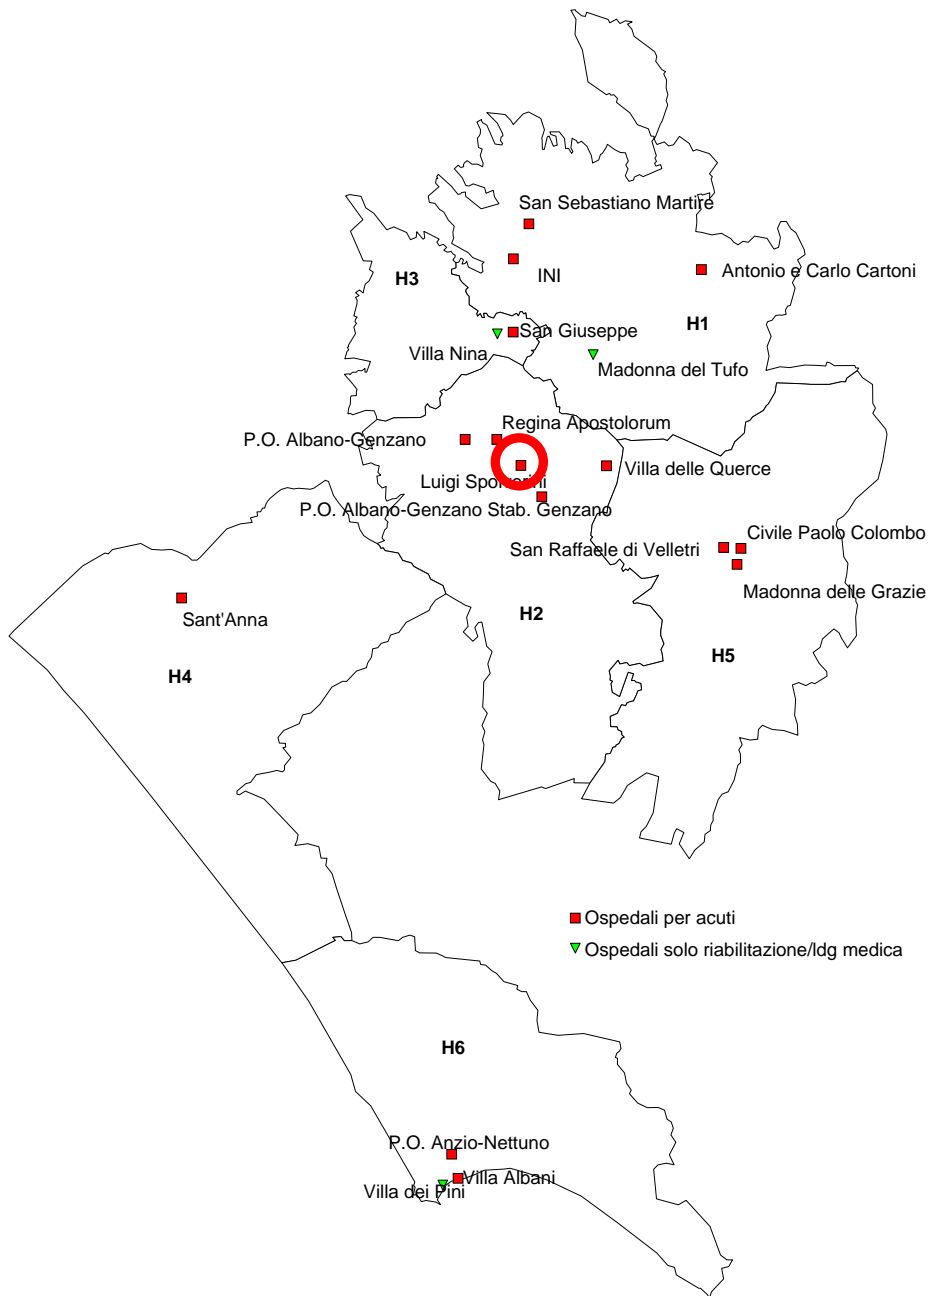 San Sebastiano Martire
INI
Antonio e Carlo Cartoni
H3
H1
San Giuseppe
Villa Nina
Madonna del Tufo
Regina Apostolorum
P.O. Albano-Genzano
Villa delle Querce
Luigi
P.O. Albano-Genzano Stab. Genzano
Civile Paolo Colombo
San Raffaele di Velletri
Madonna delle Grazie
Sant'Anna
H2
H5
H4
Ospedali per acuti
Ospedali solo riabilitazione/ldg medica
H6
P.O. Anzio-Nettuno
Villa Albani
Villa dei Pini